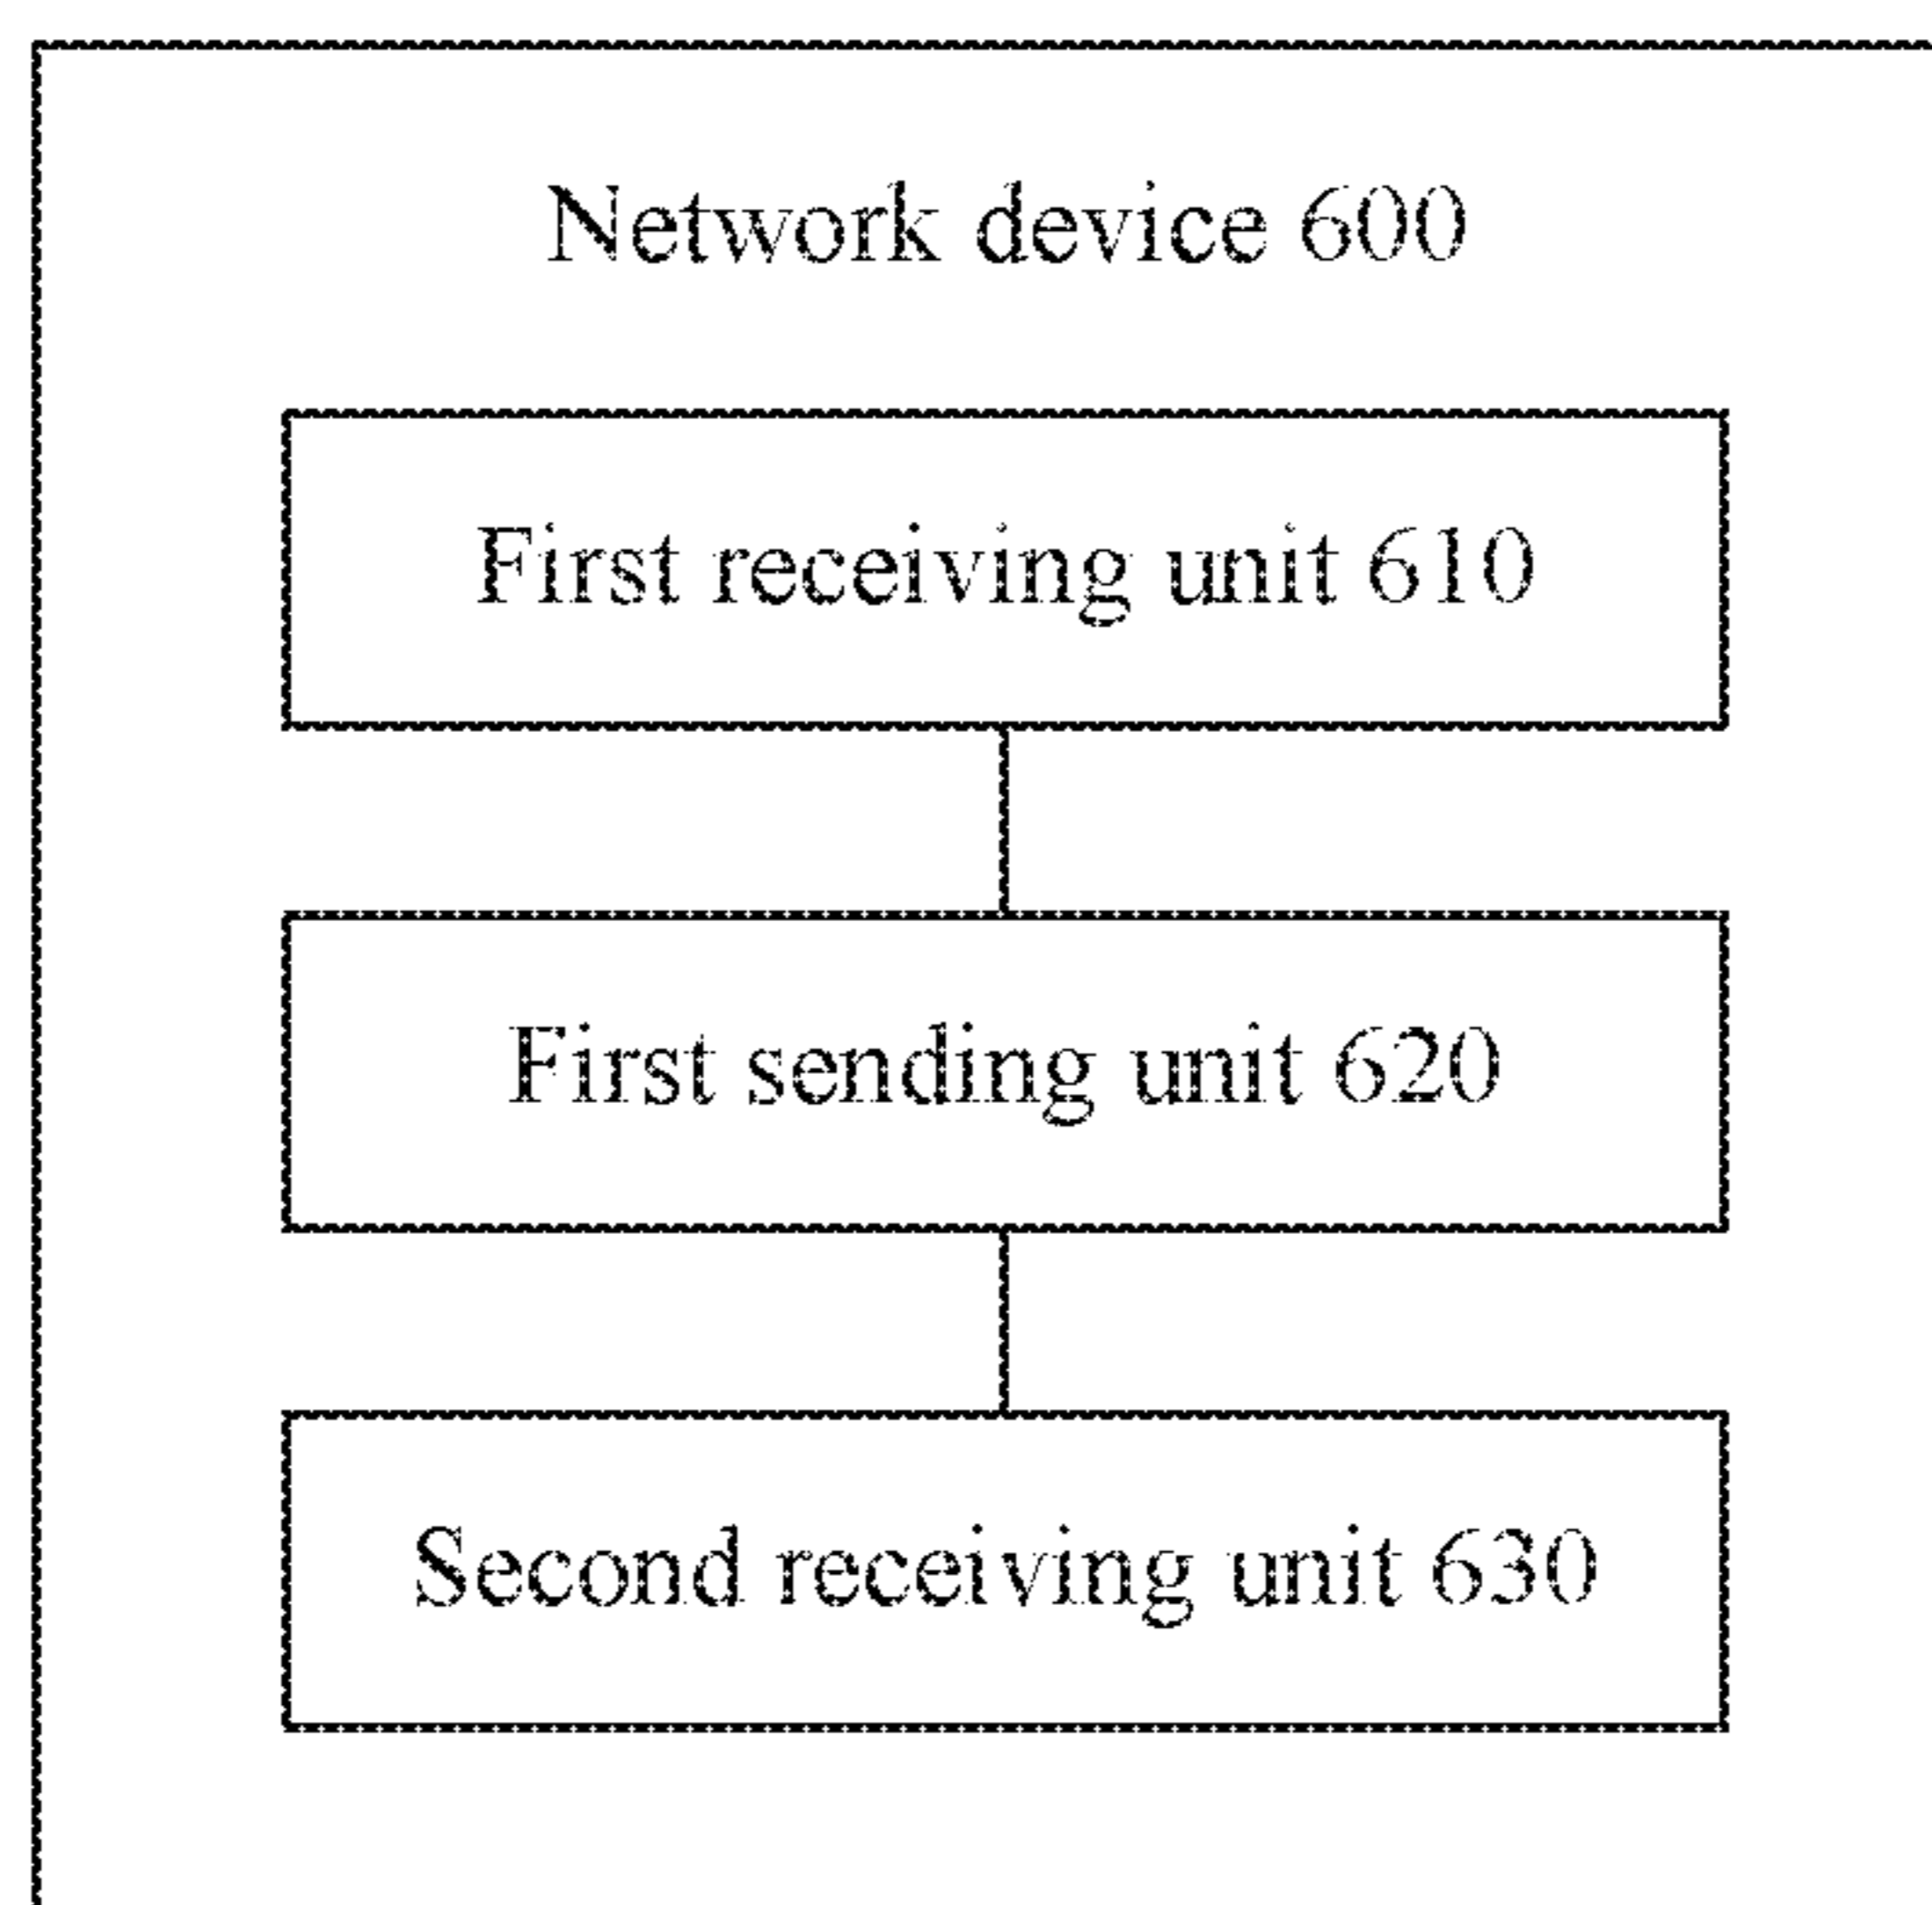 Network device 600
First receiving unit 610
First sending unit 620
Second receiving unit 630